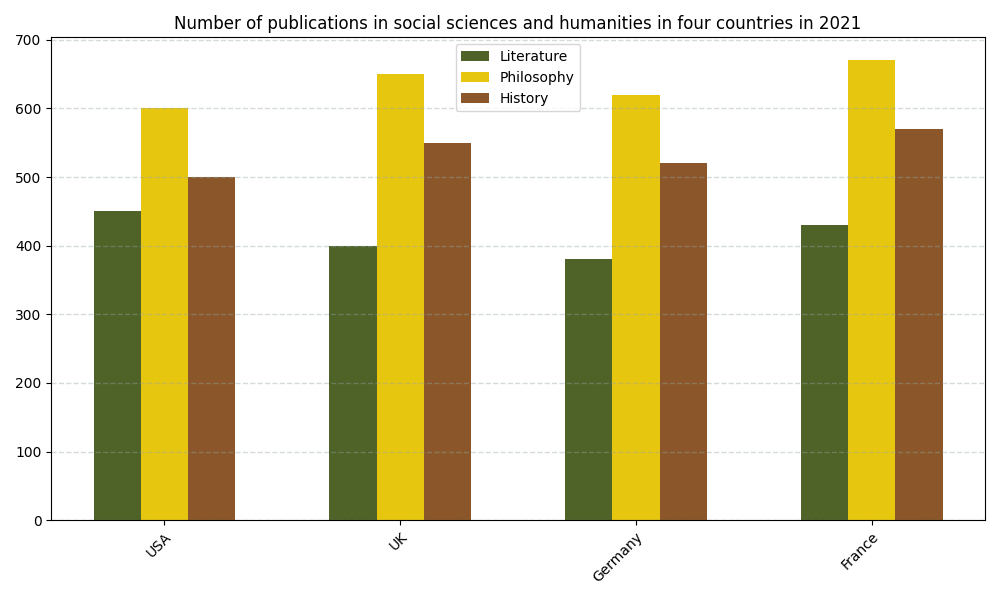 Number of publications in social sciences and humanities in four countries in 2021
700
600
500
400
300
200
100
0
Literature
Philosophy
History
USA
UK
Germany
France